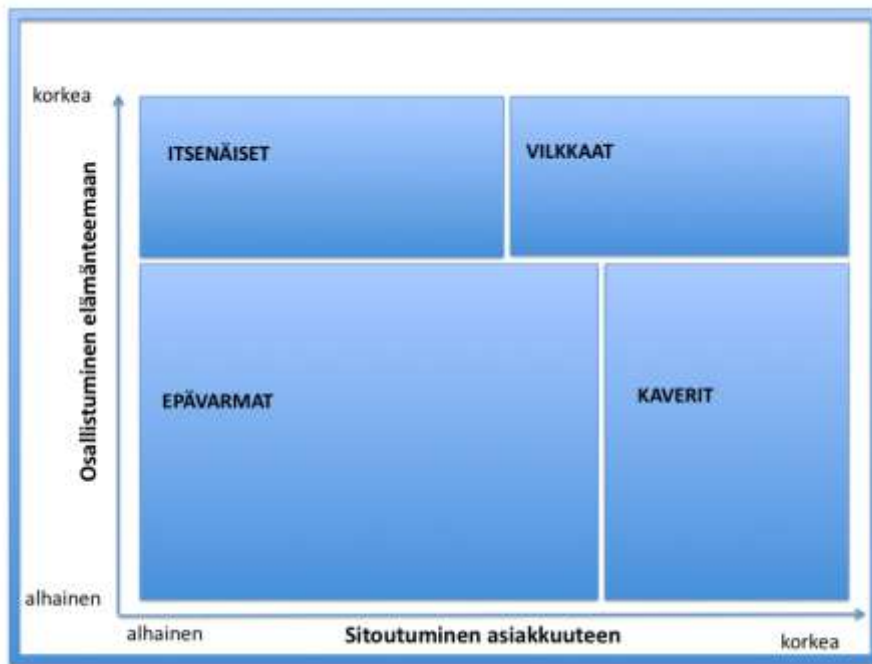 korkea
ITSENÄISET
VILKKAAT
Osallistuminen elämänteemaan
EPÄVARMAT
KAVERIT
alhainen
alhainen
Sitoutuminen asiakkuuteen
korkea